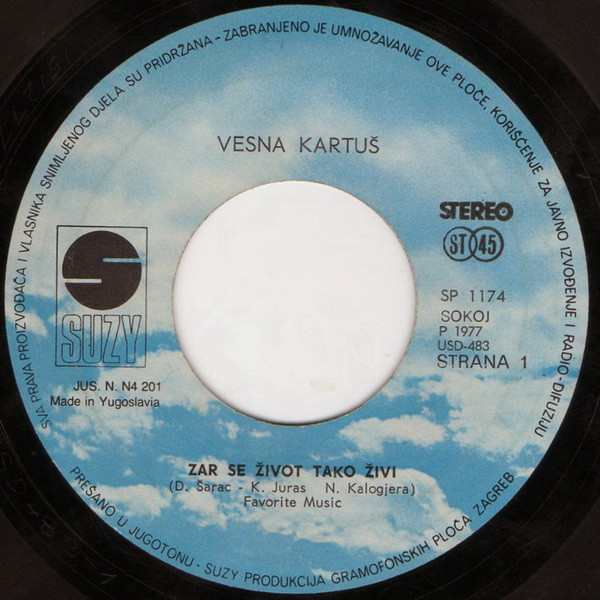 SVA PRAVA PROIZVOĐAČA I VLASNIKA SNIMLJENOG DJELA SU PRIDRŽANA – ZABRANJENO JE UMNOŽAVANJE OVE PLOČE, KORIŠĆENJE ZA JAVNO IZVOĐENJE I RADIO-DIFUZIJU
VESNA KARTUŠ
STEREO
ST 45
SP 1174
SOKOJ
P 1977
USD-483
STRANA 1
S
SUZY
JUS. N. N4 201
Made in Yugoslavia
ZAR SE ŽIVOT TAKO ŽIVI
(D. Šarac - K. Juras N. Kalogjera)
Favorite Music
PREŠANO U JUGOTONU - SUZY PRODUKCIJA GRAMOFONSKIH PLOČA ZAGREB